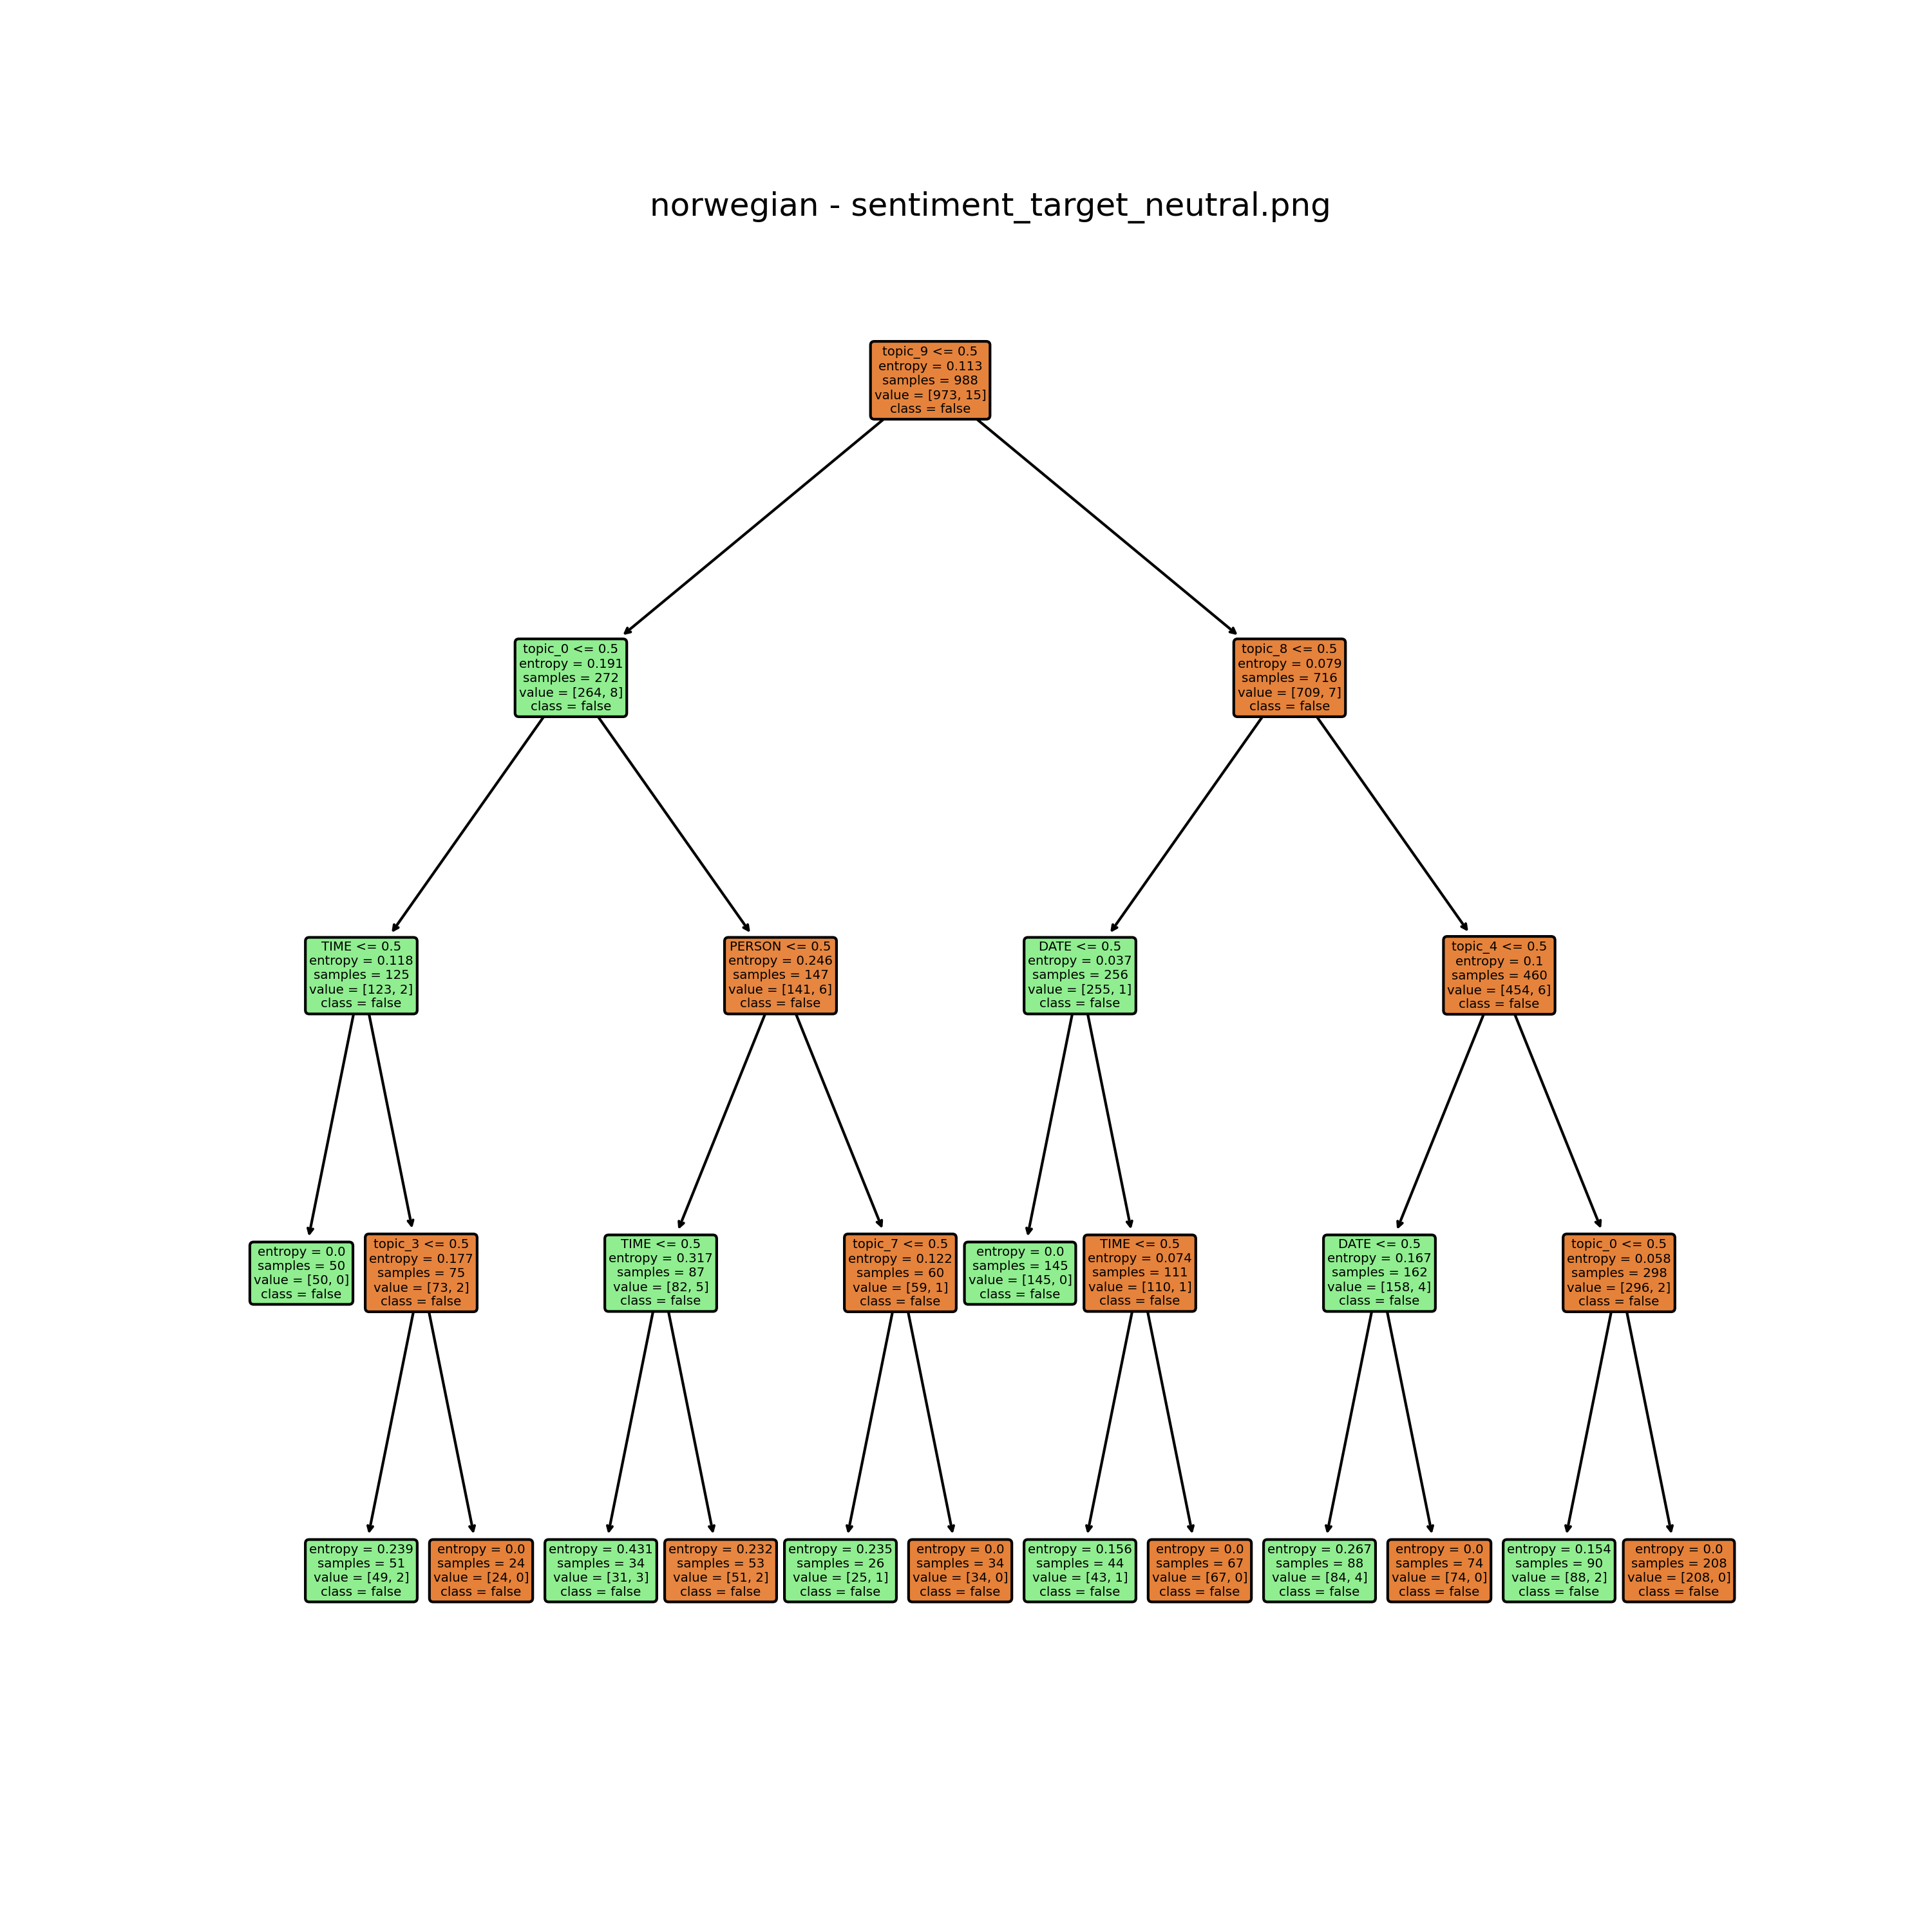 norwegian - sentiment_target_neutral.png
topic_9 <= 0.5
entropy = 0.113
samples = 988
value = [973, 15]
class = false
topic_0 <= 0.5
entropy = 0.191
samples = 272
value = [264, 8]
class = false
topic_8 <= 0.5
entropy = 0.079
samples = 716
value = [709, 7]
class = false
TIME <= 0.5
entropy = 0.118
samples = 125
value = [123, 2]
class = false
PERSON <= 0.5
entropy = 0.246
samples = 147
value = [141, 6]
class = false
DATE <= 0.5
entropy = 0.037
samples = 256
value = [255, 1]
class = false
topic_4 <= 0.5
entropy = 0.1
samples = 460
value = [454, 6]
class = false
entropy = 0.0
samples = 50
value = [50, 0]
class = false
topic_3 <= 0.5
entropy = 0.177
samples = 75
value = [73, 2]
class = false
TIME <= 0.5
entropy = 0.317
samples = 87
value = [82, 5]
class = false
topic_7 <= 0.5
entropy = 0.122
samples = 60
value = [59, 1]
class = false
entropy = 0.0
samples = 145
value = [145, 0]
class = false
TIME <= 0.5
entropy = 0.074
samples = 111
value = [110, 1]
class = false
DATE <= 0.5
entropy = 0.167
samples = 162
value = [158, 4]
class = false
topic_0 <= 0.5
entropy = 0.058
samples = 298
value = [296, 2]
class = false
entropy = 0.239
samples = 51
value = [49, 2]
class = false
entropy = 0.0
samples = 24
value = [24, 0]
class = false
entropy = 0.431
samples = 34
value = [31, 3]
class = false
entropy = 0.232
samples = 53
value = [51, 2]
class = false
entropy = 0.235
samples = 26
value = [25, 1]
class = false
entropy = 0.0
samples = 34
value = [34, 0]
class = false
entropy = 0.156
samples = 44
value = [43, 1]
class = false
entropy = 0.0
samples = 67
value = [67, 0]
class = false
entropy = 0.267
samples = 88
value = [84, 4]
class = false
entropy = 0.0
samples = 74
value = [74, 0]
class = false
entropy = 0.154
samples = 90
value = [88, 2]
class = false
entropy = 0.0
samples = 208
value = [208, 0]
class = false